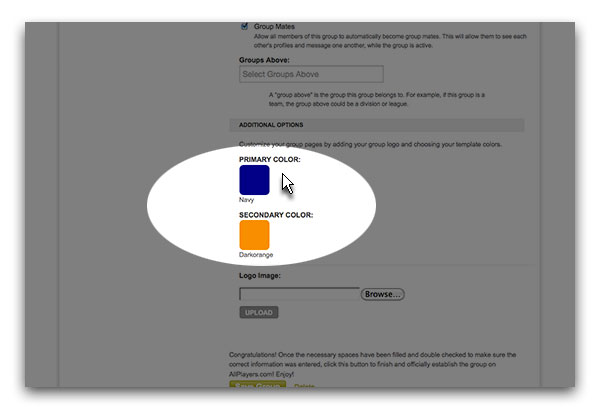 Group Mates
Allow all members of this group to automatically become group mates. This will allow them to see each
other's profiles and message one another, while the group is active.
Groups Above:
Select Groups Above
A "group above" is the group this group belongs to. For example, if this group is a
team, the group above could be a division or league.
ADDITIONAL OPTIONS
Customize your group pages by adding your group logo and choosing your template colors.
PRIMARY COLOR:
Navy
SECONDARY COLOR:
Darkorange
Logo Image:
Browse...
UPLOAD
Congratulations! Once the necessary spaces have been filled and double checked to make sure the
correct information was entered, click this button to finish and officially establish the group on
AllPlayers.com! Enjoy!
Save Group Delete